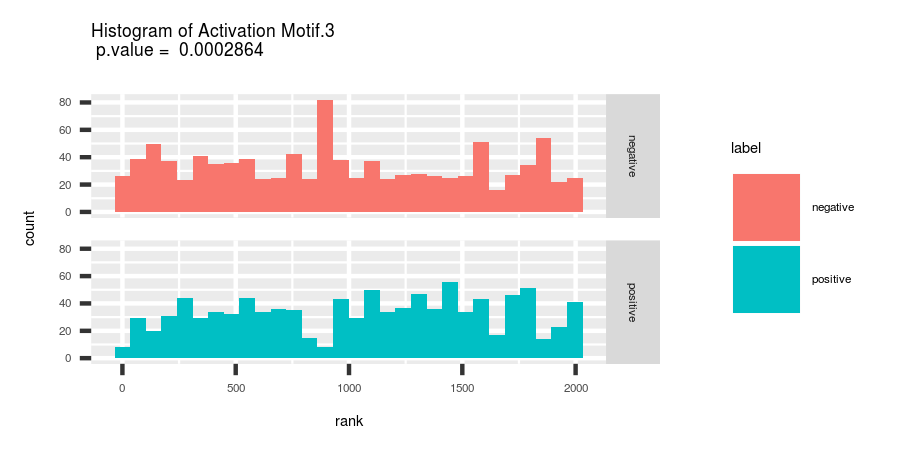 Histogram of Activation Motif.3
p.value =  0.0002864
count
80
60
40
20
0
negative
80
60
40
20
0
positive
0
500
1000
1500
2000
rank
label
negative
positive